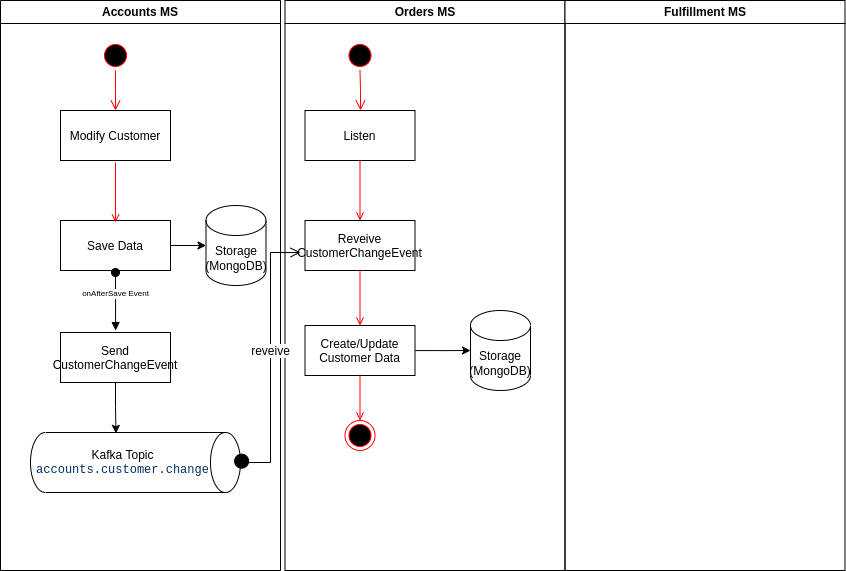 Accounts MS
Orders MS
Fulfillment MS
Modify Customer
Save Data
Storage
(MongoDB)
onAfterSave Event
Send
CustomerChangeEvent
Kafka Topic
accounts.customer.change
reveive
Listen
Reveive
CustomerChangeEvent
Create/Update
Customer Data
Storage
(MongoDB)